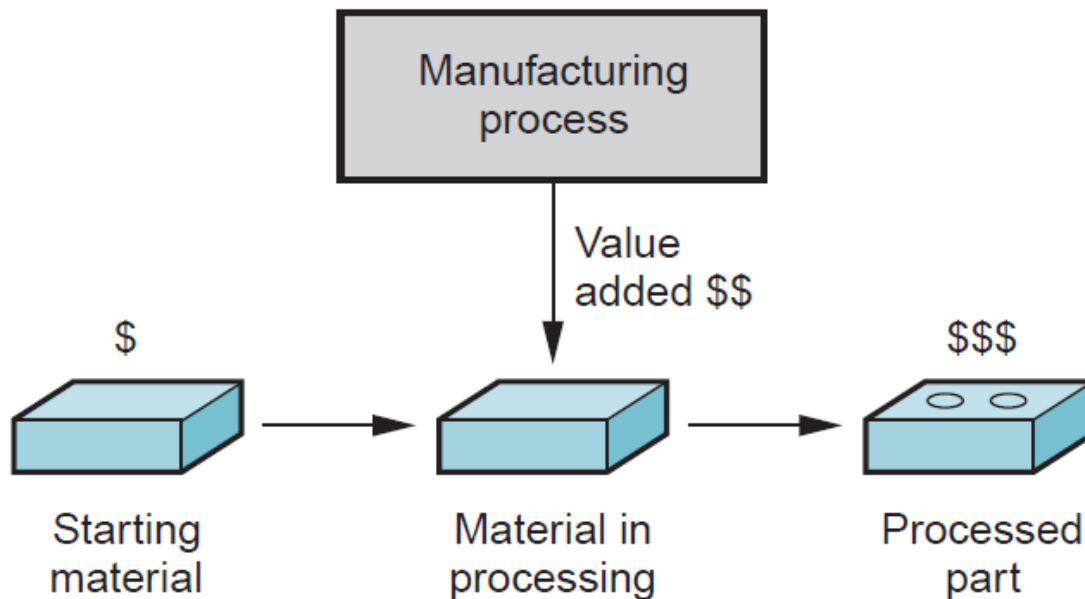 Manufacturing
process
Value
added $$
$
$$$
Starting
material
Material in
processing
Processed
part